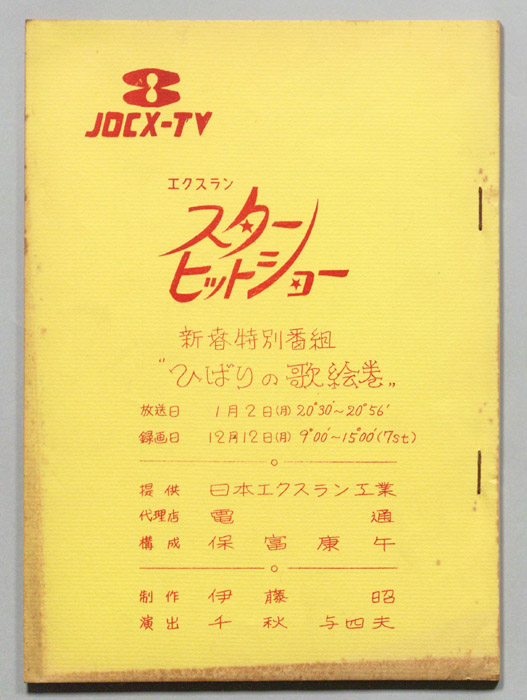 8
JOCX-TV
エクスラン
スター
ヒットショー
新春特別番組
“ひばりの歌絵巻„
放送日 1月2日(月) 20°30′~20°56′
録画日 12月12日(月) 9°00′~15°00′(7st)
提供 日本エクスラン工業
代理店 電通
構成 保富康午
制作 伊藤昭
演出 千秋与四夫